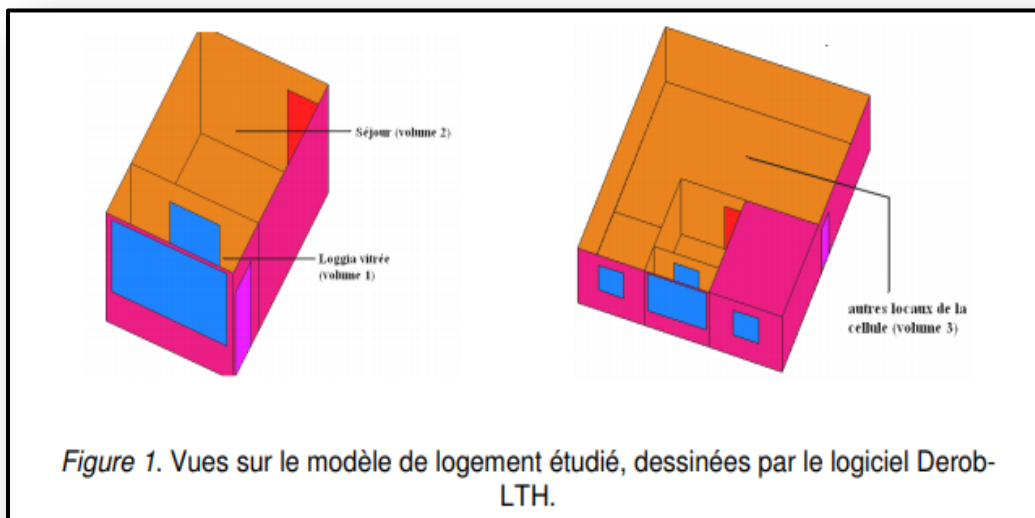 Séjour (volume 2)
Loggia vitrée
(volume 1)
autres locaux de la
cellule (volume 3)
Figure 1. Vues sur le modèle de logement étudié, dessinées par le logiciel Derob-
LTH.